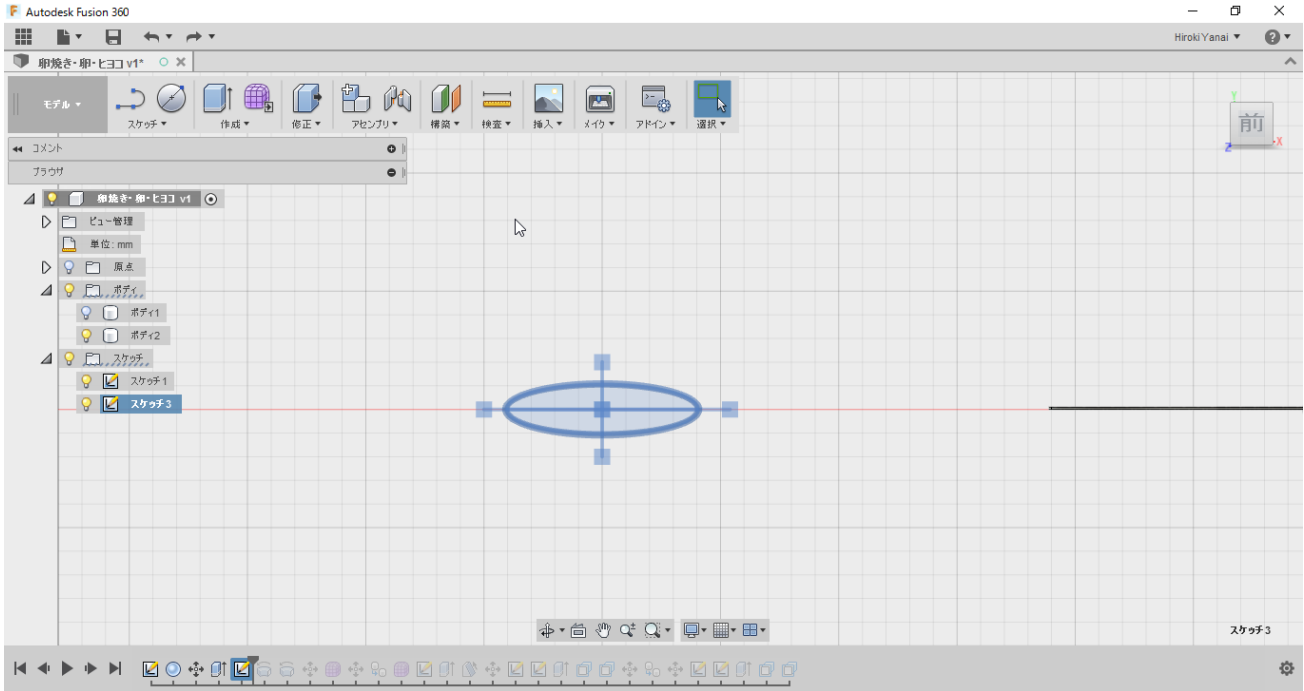 Autodesk Fusion 360
Hiroki Yanai
卵焼き・卵・ヒヨコ v1*
モデル
スケッチ
作成
修正
アセンブリ
構築
検査
挿入
メイク
アドイン
選択
Y
前
Z
X
コメント
ブラウザ
卵焼き・卵・ヒヨコ v1
ビュー管理
単位: mm
原点
ボディ
ボディ1
ボディ2
スケッチ
スケッチ1
スケッチ3
スケッチ3